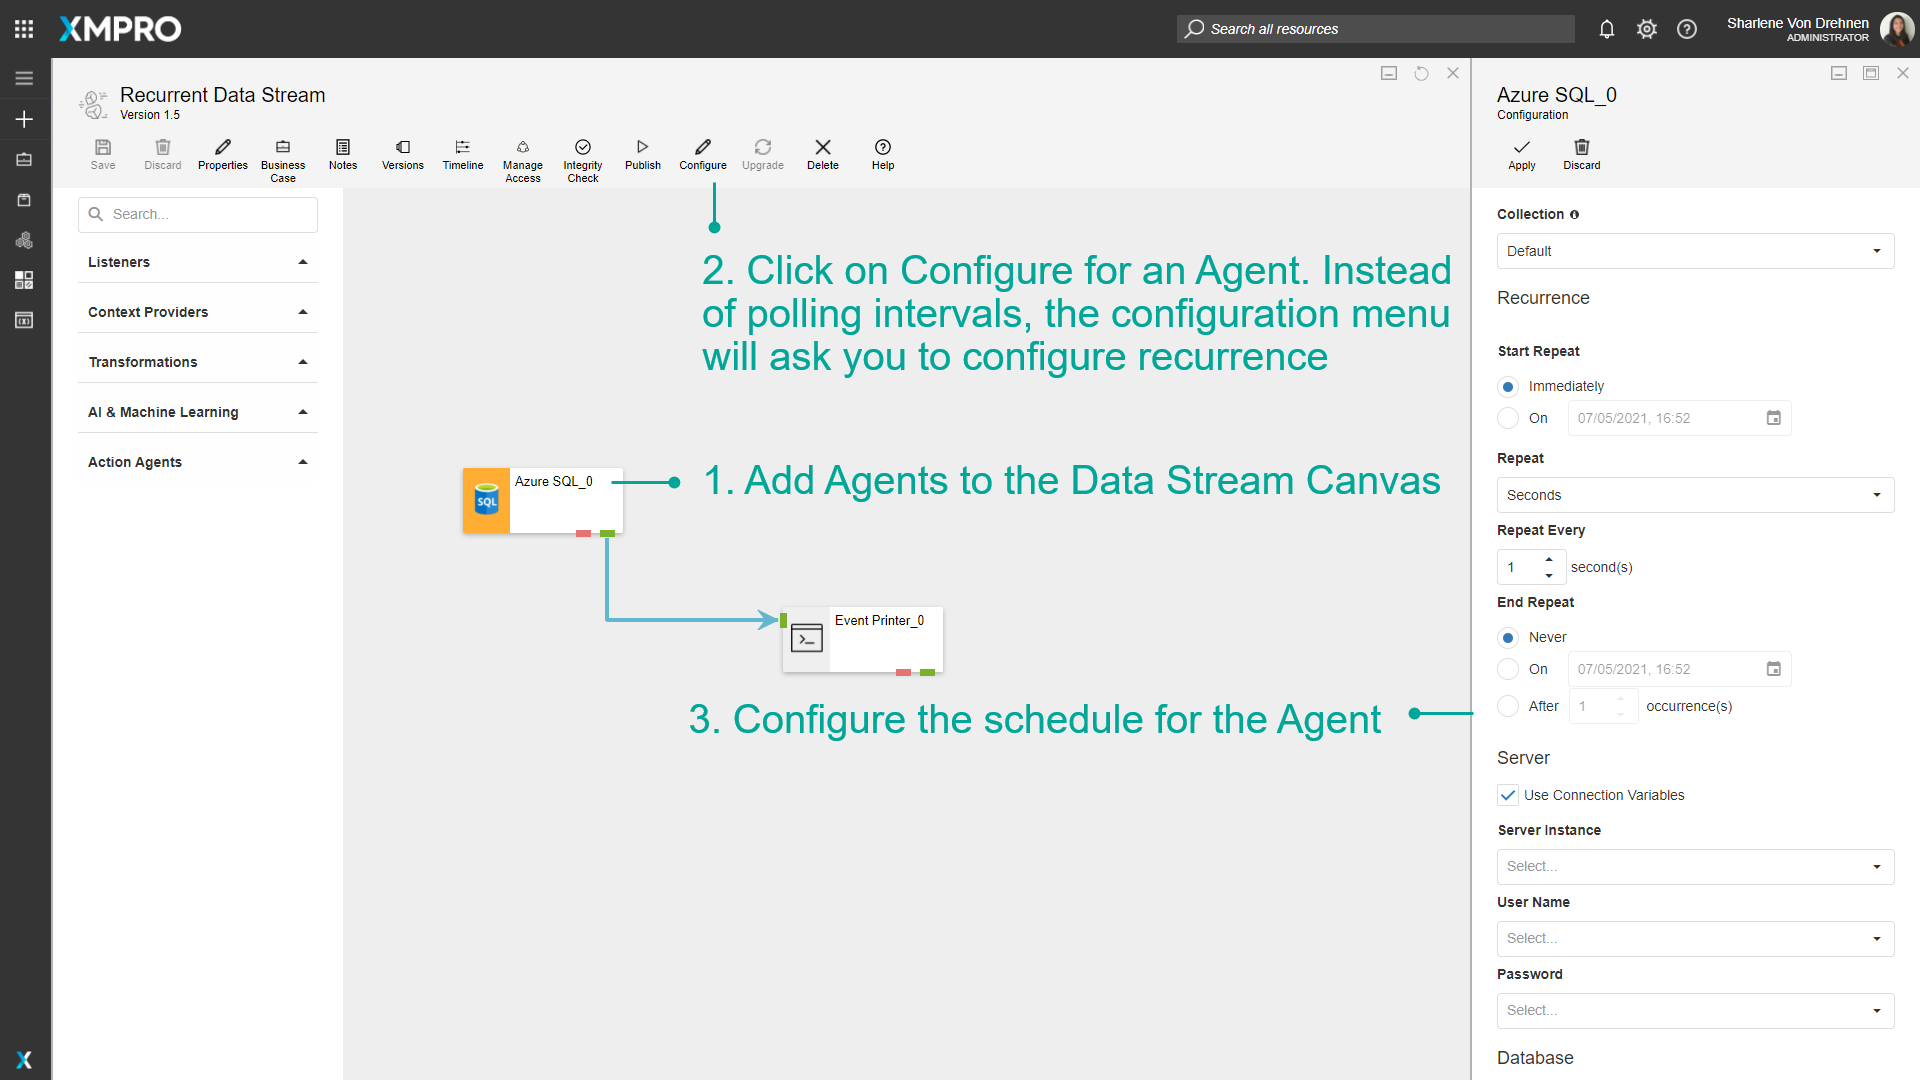 XMPRO
Search all resources
Sharlene Von Drehnen
ADMINISTRATOR
Recurrent Data Stream
Version 1.5
Save
Discard
Properties
Business
Case
Notes
Versions
Timeline
Manage
Access
Integrity
Check
Publish
Configure
Upgrade
Delete
Help
Search...
Listeners
Context Providers
Transformations
AI & Machine Learning
Action Agents
2. Click on Configure for an Agent. Instead
of polling intervals, the configuration menu
will ask you to configure recurrence
SQL
Azure SQL_0
1. Add Agents to the Data Stream Canvas
Event Printer_0
3. Configure the schedule for the Agent
Azure SQL_0
Configuration
Apply
Discard
Collection
Default
Recurrence
Start Repeat
Immediately
On 07/05/2021, 16:52
Repeat
Seconds
Repeat Every
1 second(s)
End Repeat
Never
On 07/05/2021, 16:52
After 1 occurrence(s)
Server
Use Connection Variables
Server Instance
Select...
User Name
Select...
Password
Select...
Database